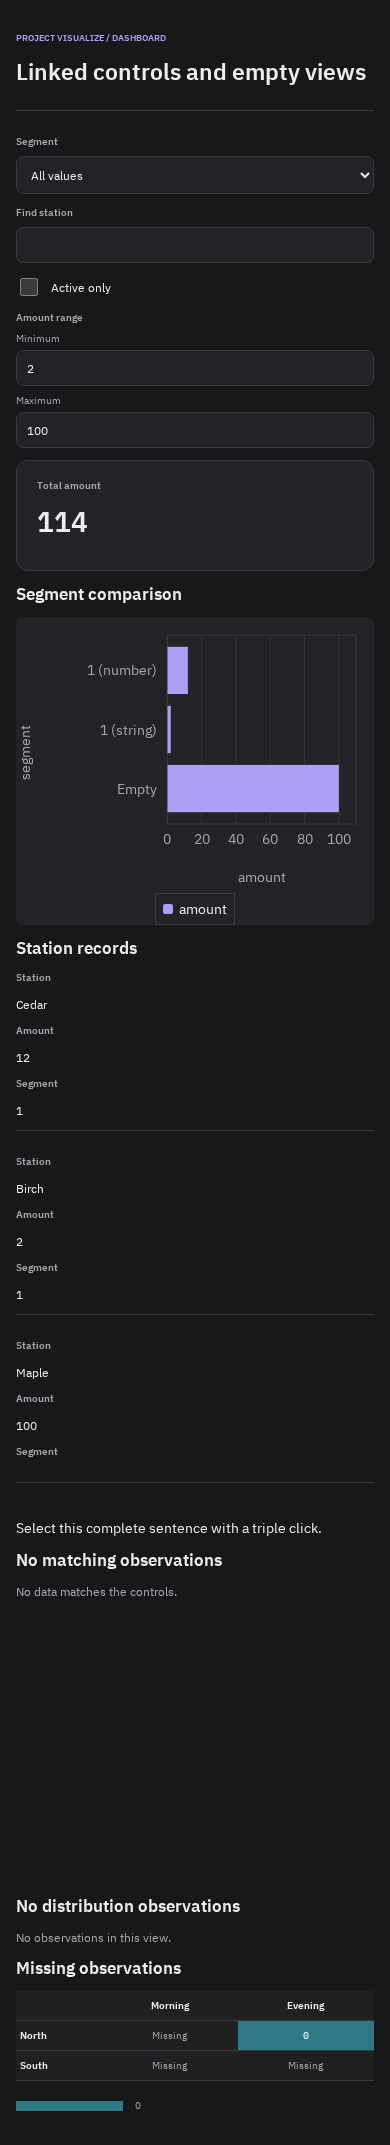 PROJECT VISUALIZE / DASHBOARD
Linked controls and empty views
Segment
All values
Find station
Active only
Amount range
Minimum
2
Maximum
100
Total amount
114
Segment comparison
1 (number)
1 (string)
Empty
segment
0 20 40 60 80 100
amount
amount
Station records
Station
Cedar
Amount
12
Segment
1
Station
Birch
Amount
2
Segment
1
Station
Maple
Amount
100
Segment
Select this complete sentence with a triple click.
No matching observations
No data matches the controls.
No distribution observations
No observations in this view.
Missing observations
Morning Evening
North Missing 0
South Missing Missing
0